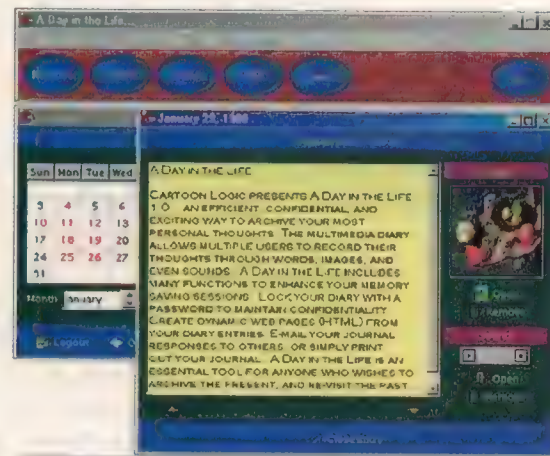 A Day in the Life
January 22,
Sun Mon Tue Wed
3 4 5 6
10 11 12 13
17 18 19 20
24 25 26 27
31
Month
Logout
A DAY IN THE LIFE
CARTOON LOGIC PRESENTS A DAY IN THE LIFE
1.0 AN EFFICIENT, CONFIDENTIAL, AND
EXCITING WAY TO ARCHIVE YOUR MOST
PERSONAL THOUGHTS. THE MULTIMEDIA DIARY
ALLOWS MULTIPLE USERS TO RECORD THEIR
THOUGHTS THROUGH WORDS, IMAGES, AND
EVEN SOUNDS. A DAY IN THE LIFE INCLUDES
MANY FUNCTIONS TO ENHANCE YOUR MEMORY
SAVING SESSIONS. LOCK YOUR DIARY WITH A
PASSWORD TO MAINTAIN CONFIDENTIALITY
CREATE DYNAMIC WEB PAGES (HTML) FROM
YOUR DIARY ENTRIES. E-MAIL YOUR JOURNAL
RESPONSES TO OTHERS, OR SIMPLY PRINT
OUT YOUR JOURNAL. A DAY IN THE LIFE IS AN
ESSENTIAL TOOL FOR ANYONE WHO WISHES TO
ARCHIVE THE PRESENT, AND RE-VISIT THE PAST
Remove
Open